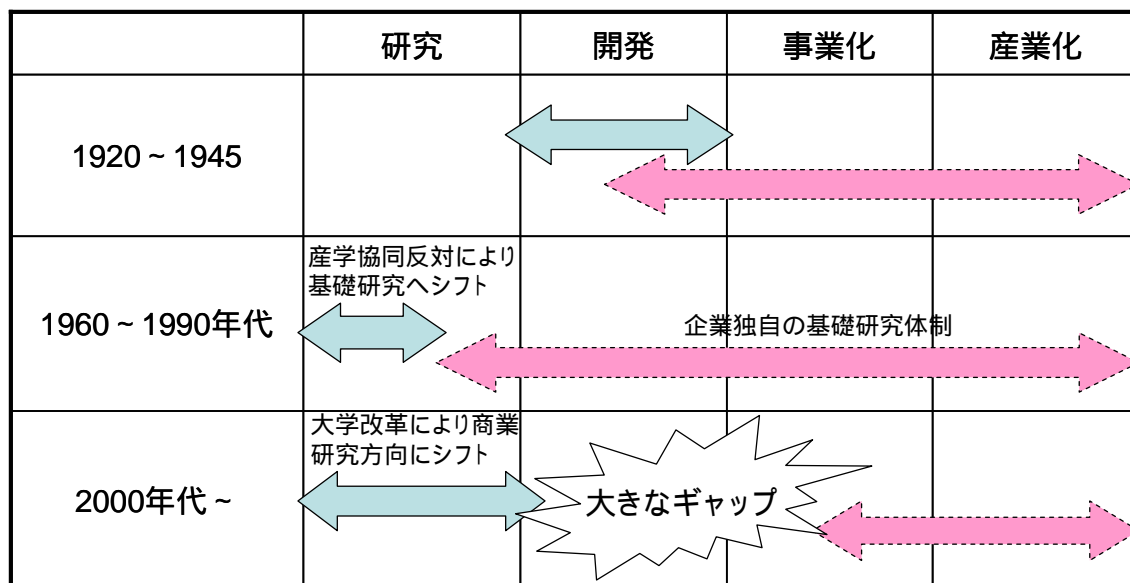 研究 開発 事業化 産業化
1920 ~ 1945
産学協同反対により
基礎研究へシフト
1960 ~ 1990年代
企業独自の基礎研究体制
大学改革により商業
研究方向にシフト
2000年代 ~
大きなギャップ